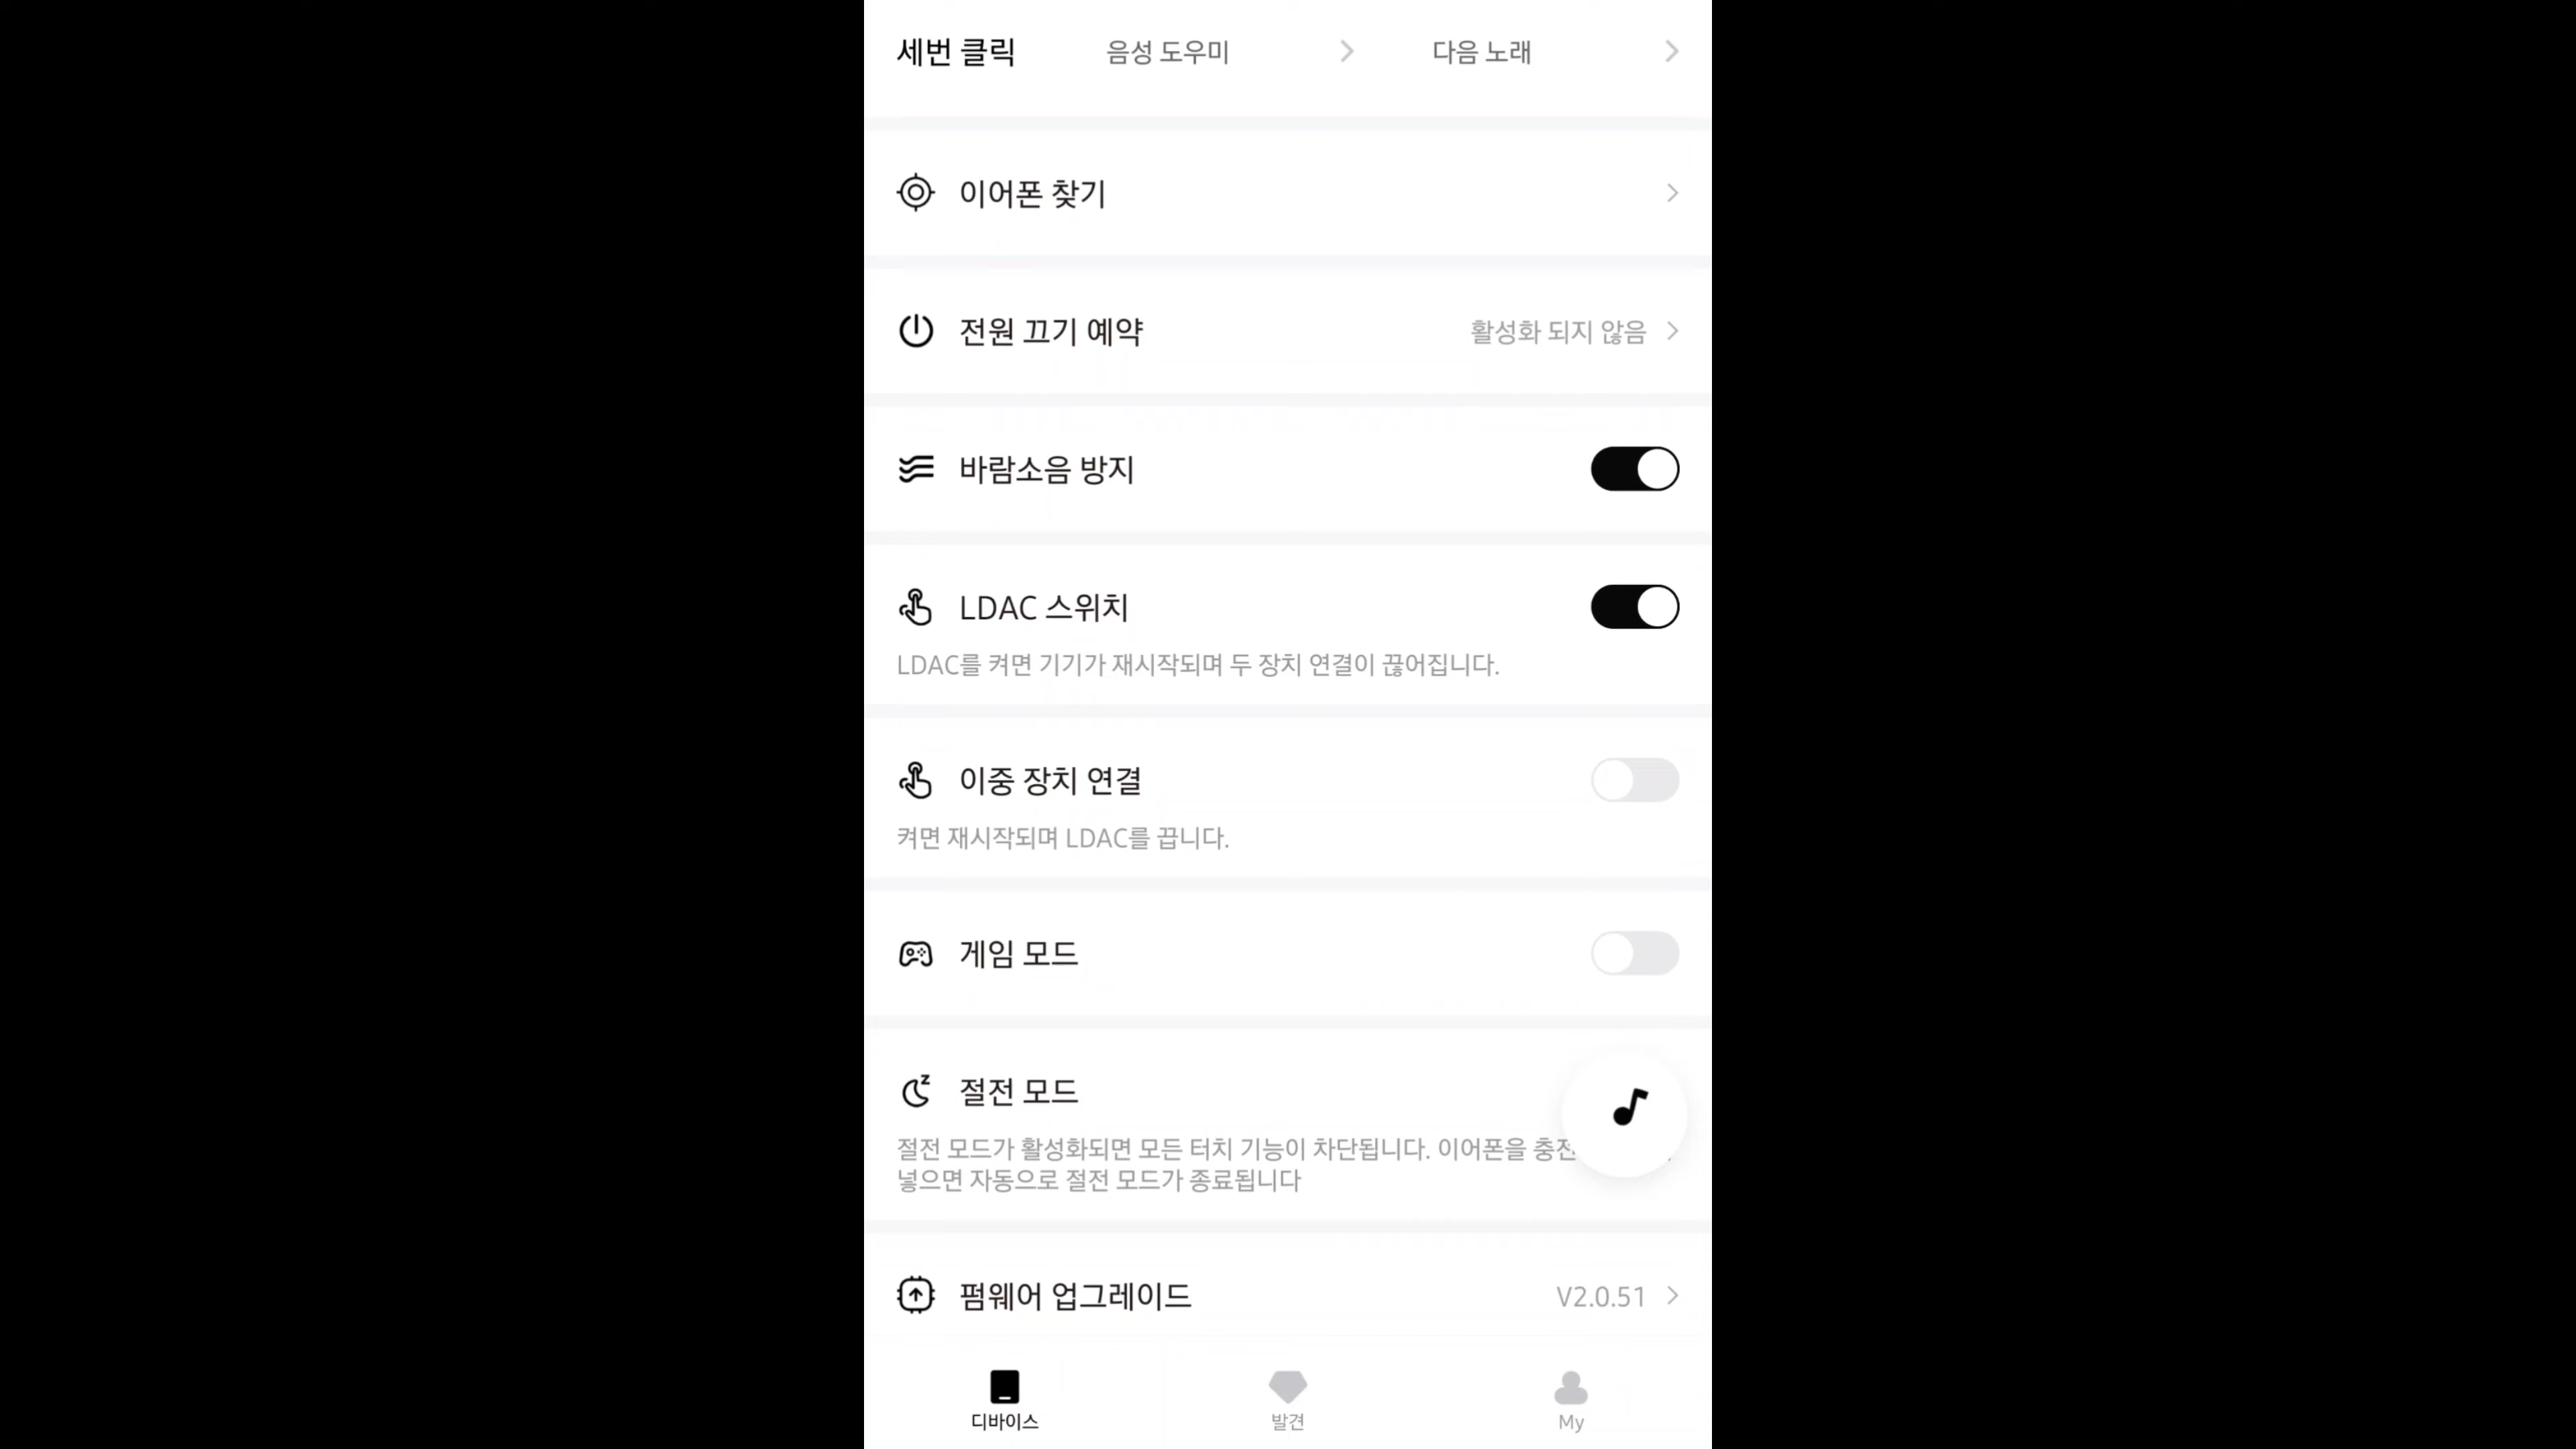 세번 클릭 음성 도우미 다음 노래
이어폰 찾기
전원 끄기 예약 활성화 되지 않음
바람소음 방지
LDAC 스위치
LDAC를 켜면 기기가 재시작되며 두 장치 연결이 끊어집니다.
이중 장치 연결
켜면 재시작되며 LDAC를 끕니다.
게임 모드
절전 모드
절전 모드가 활성화되면 모든 터치 기능이 차단됩니다. 이어폰을
넣으면 자동으로 절전 모드가 종료됩니다
펌웨어 업그레이드 V2.0.51
디바이스 발견 My